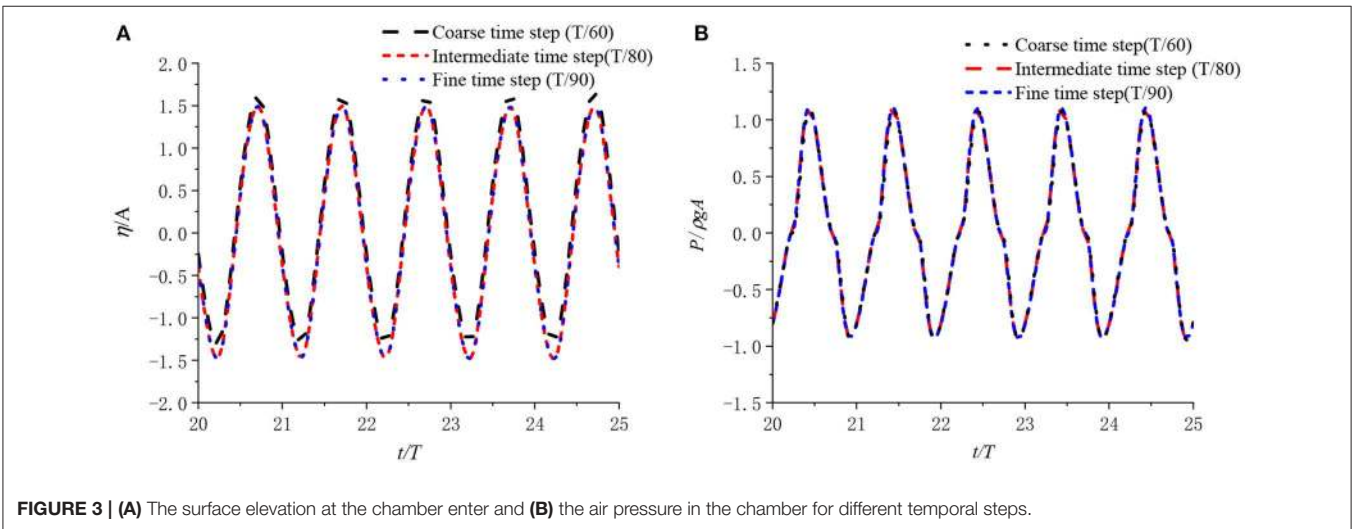 A
Coarse time step (T/60)
Intermediate time step(T/80)
Fine time step (T/90)
2.0
1.5
1.0
0.5
0.0
-0.5
-1.0
-1.5
-2.0
η/A
20 21 22 23 24 25
t/T
B
Coarse time step(T/60)
Intermediate time step (T/80)
Fine time step(T/90)
1.5
1.0
0.5
0.0
-0.5
-1.0
-1.5
P/ρgA
20 21 22 23 24 25
t/T
FIGURE 3 | (A) The surface elevation at the chamber enter and (B) the air pressure in the chamber for different temporal steps.